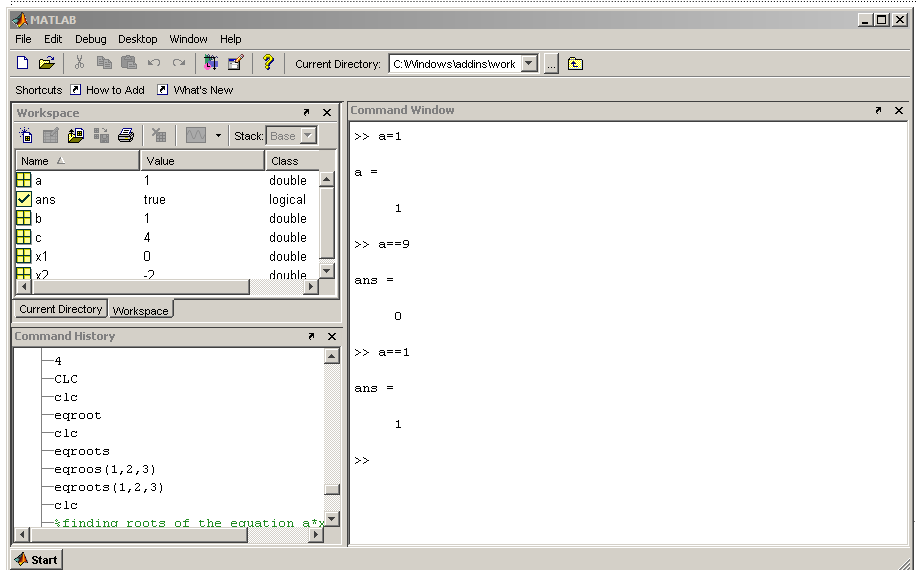 MATLAB
File Edit Debug Desktop Window Help
Current Directory: C:\Windows\addins\work ...
Shortcuts How to Add What's New
Workspace
Stack: Base
Name Value Class
a 1 double
ans true logical
b 1 double
c 4 double
x1 0 double
x2 -2 double
Current Directory Workspace
Command History
4
CLC
clc
eqroot
clc
eqroots
eqroos(1,2,3)
eqroots(1,2,3)
clc
%finding roots of the equation a*x
Command Window
>> a=1
a =
1
>> a==9
ans =
0
>> a==1
ans =
1
>>
Start